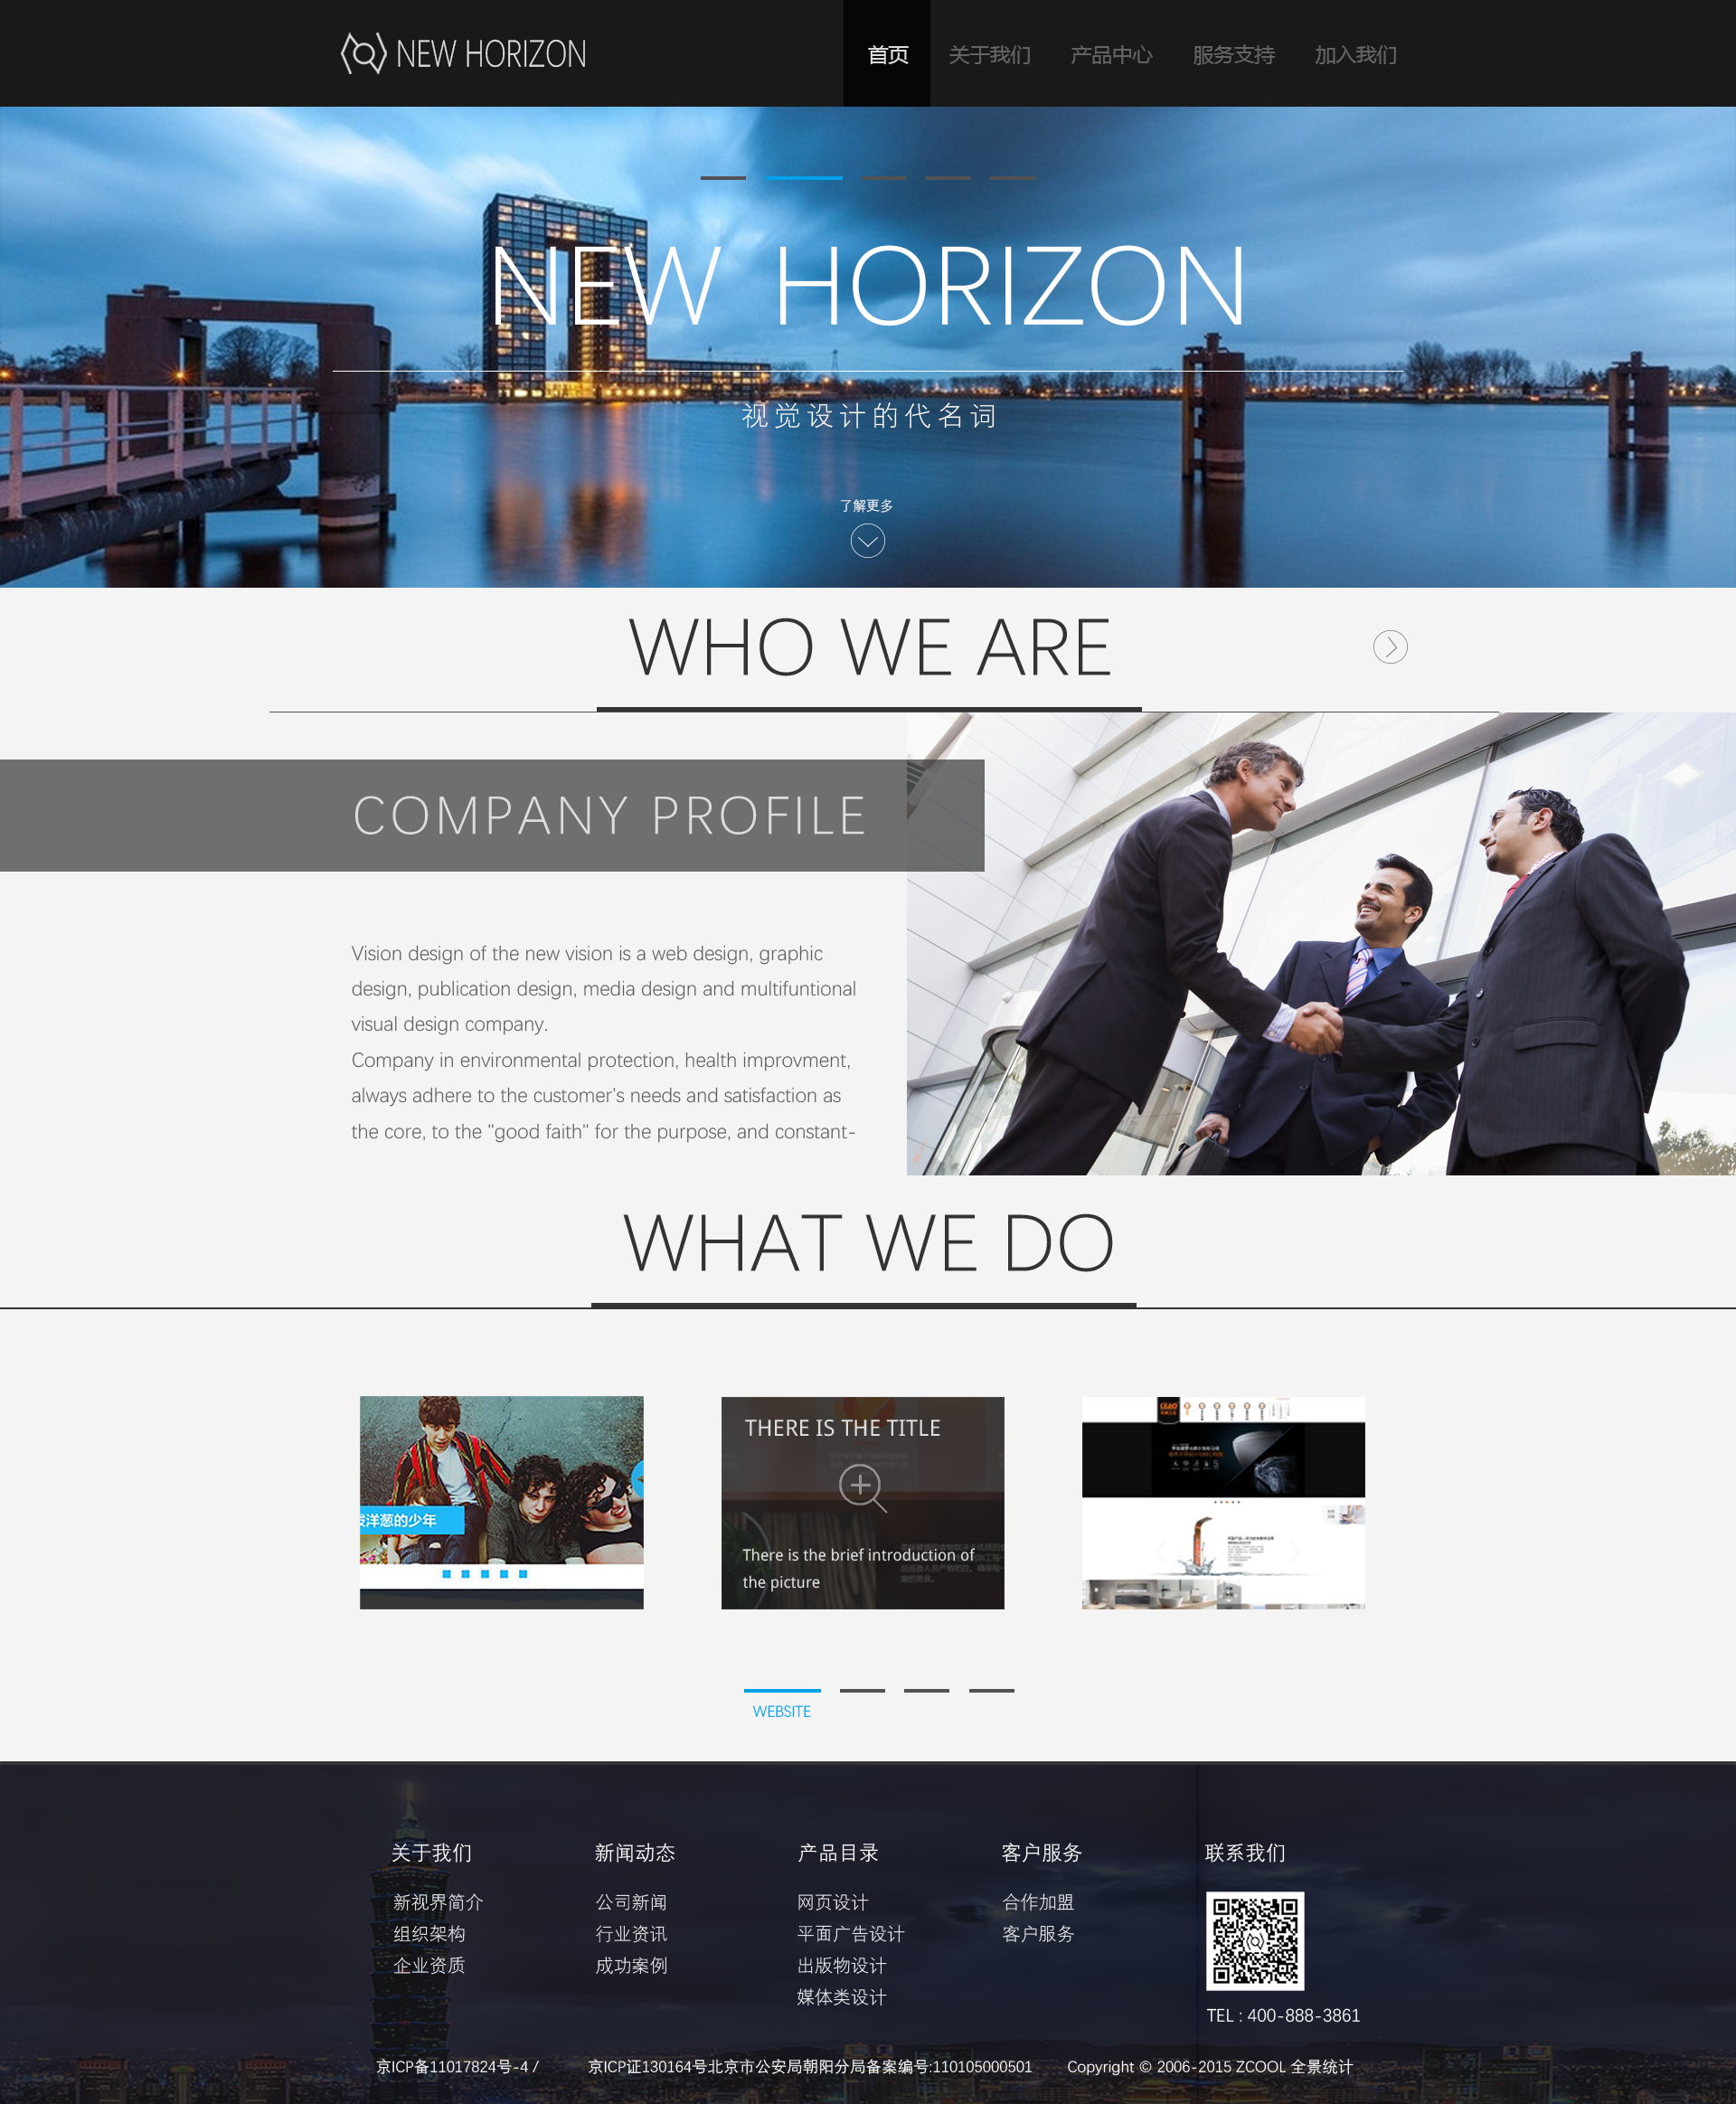 NEW HORIZON
首页 关于我们 产品中心 服务支持 加入我们
NEW HORIZON
视觉设计的代名词
了解更多
WHO WE ARE
COMPANY PROFILE
Vision design of the new vision is a web design, graphic
design, publication design, media design and multifuntional
visual design company.
Company in environmental protection, health improvment,
always adhere to the customer's needs and satisfaction as
the core, to the "good faith" for the purpose, and constant-
WHAT WE DO
洋葱的少年
THERE IS THE TITLE
There is the brief introduction of
the picture
WEBSITE
关于我们
新视界简介
组织架构
企业资质
新闻动态
公司新闻
行业资讯
成功案例
产品目录
网页设计
平面广告设计
出版物设计
媒体类设计
客户服务
合作加盟
客户服务
联系我们
TEL : 400-888-3861
京ICP备11017824号-4 / 京ICP证130164号北京市公安局朝阳分局备案编号:110105000501 Copyright © 2006-2015 ZCOOL 全景统计